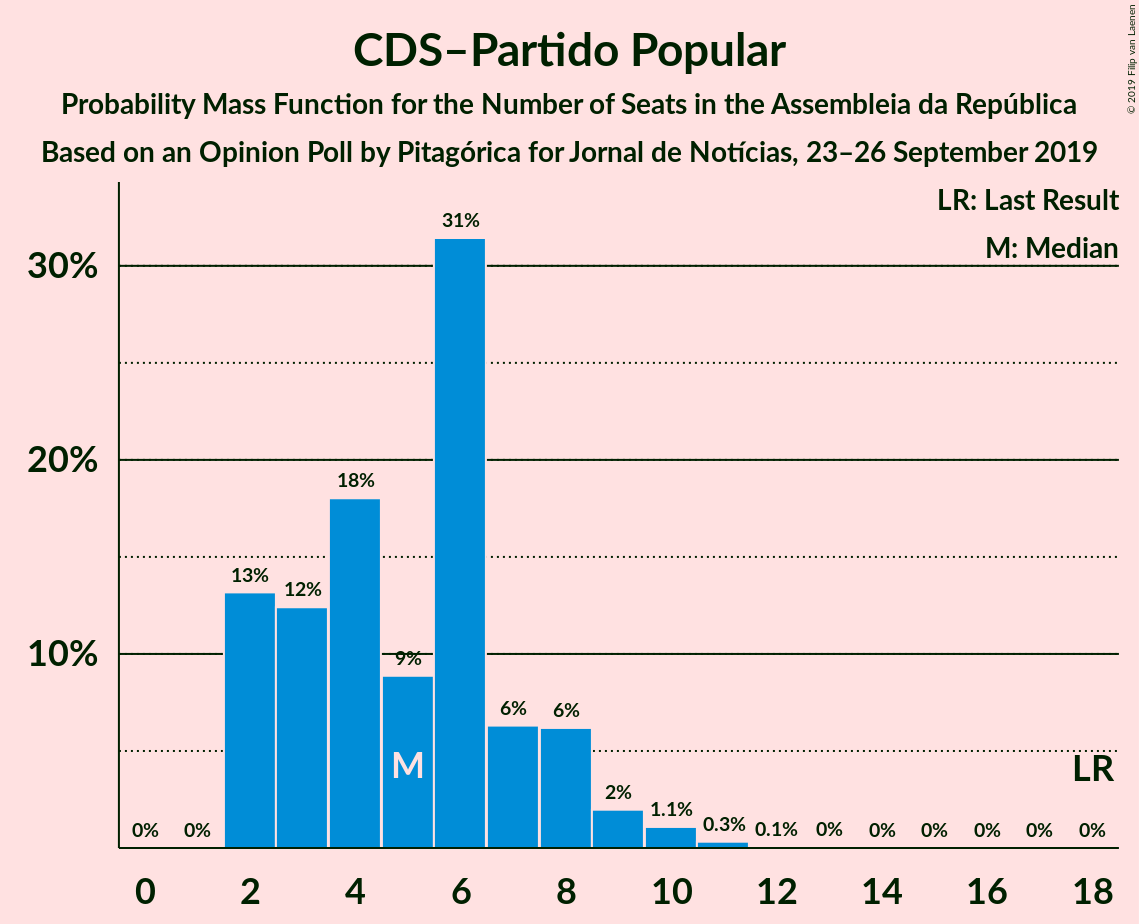 CDS–Partido Popular
Probability Mass Function for the Number of Seats in the Assembleia da República
Based on an Opinion Poll by Pitagórica for Jornal de Notícias, 23–26 September 2019
© 2019 Filip van Laenen
LR: Last Result
M: Median
30%
20%
10%
0% 0% 13% 12% 18% 9% 31% 6% 6% 2% 1.1% 0.3% 0.1% 0% 0% 0% 0% 0% 0%
M
LR
0 2 4 6 8 10 12 14 16 18